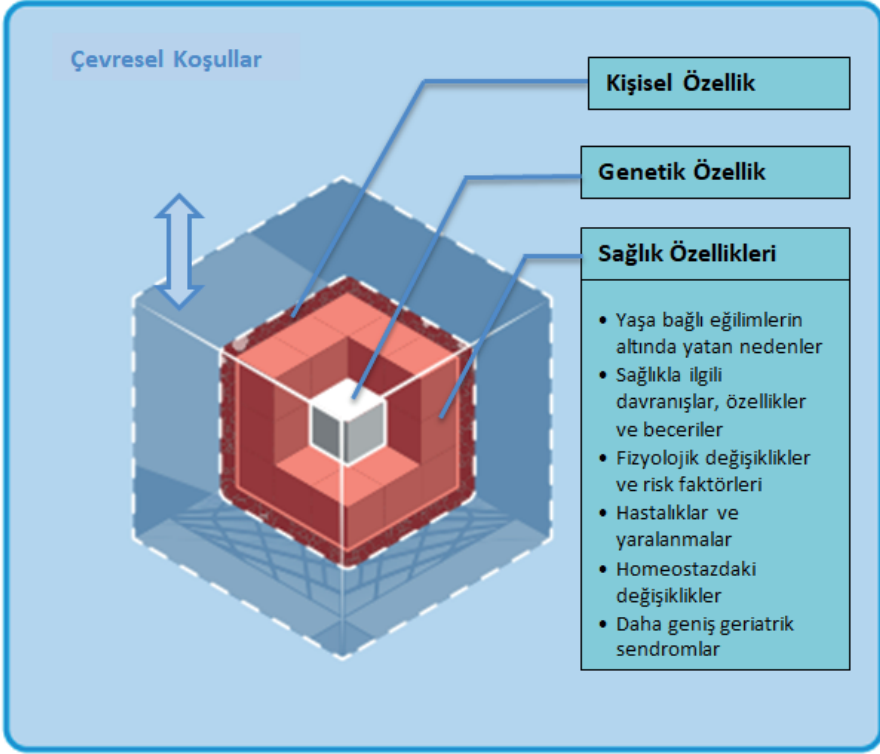 Çevresel Koşullar
Kişisel Özellik
Genetik Özellik
Sağlık Özellikleri
• Yaşa bağlı eğilimlerin
altında yatan nedenler
• Sağlıkla ilgili
davranışlar, özellikler
ve beceriler
• Fizyolojik değişiklikler
ve risk faktörleri
• Hastalıklar ve
yaralanmalar
• Homeostazdaki
değişiklikler
• Daha geniş geriatrik
sendromlar